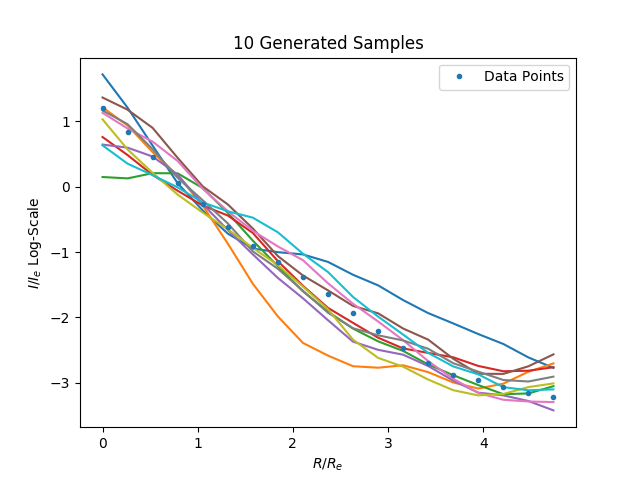 10 Generated Samples
Data Points
I/I_e Log-Scale
1
0
−1
−2
−3
0
1
2
3
4
R/R_e